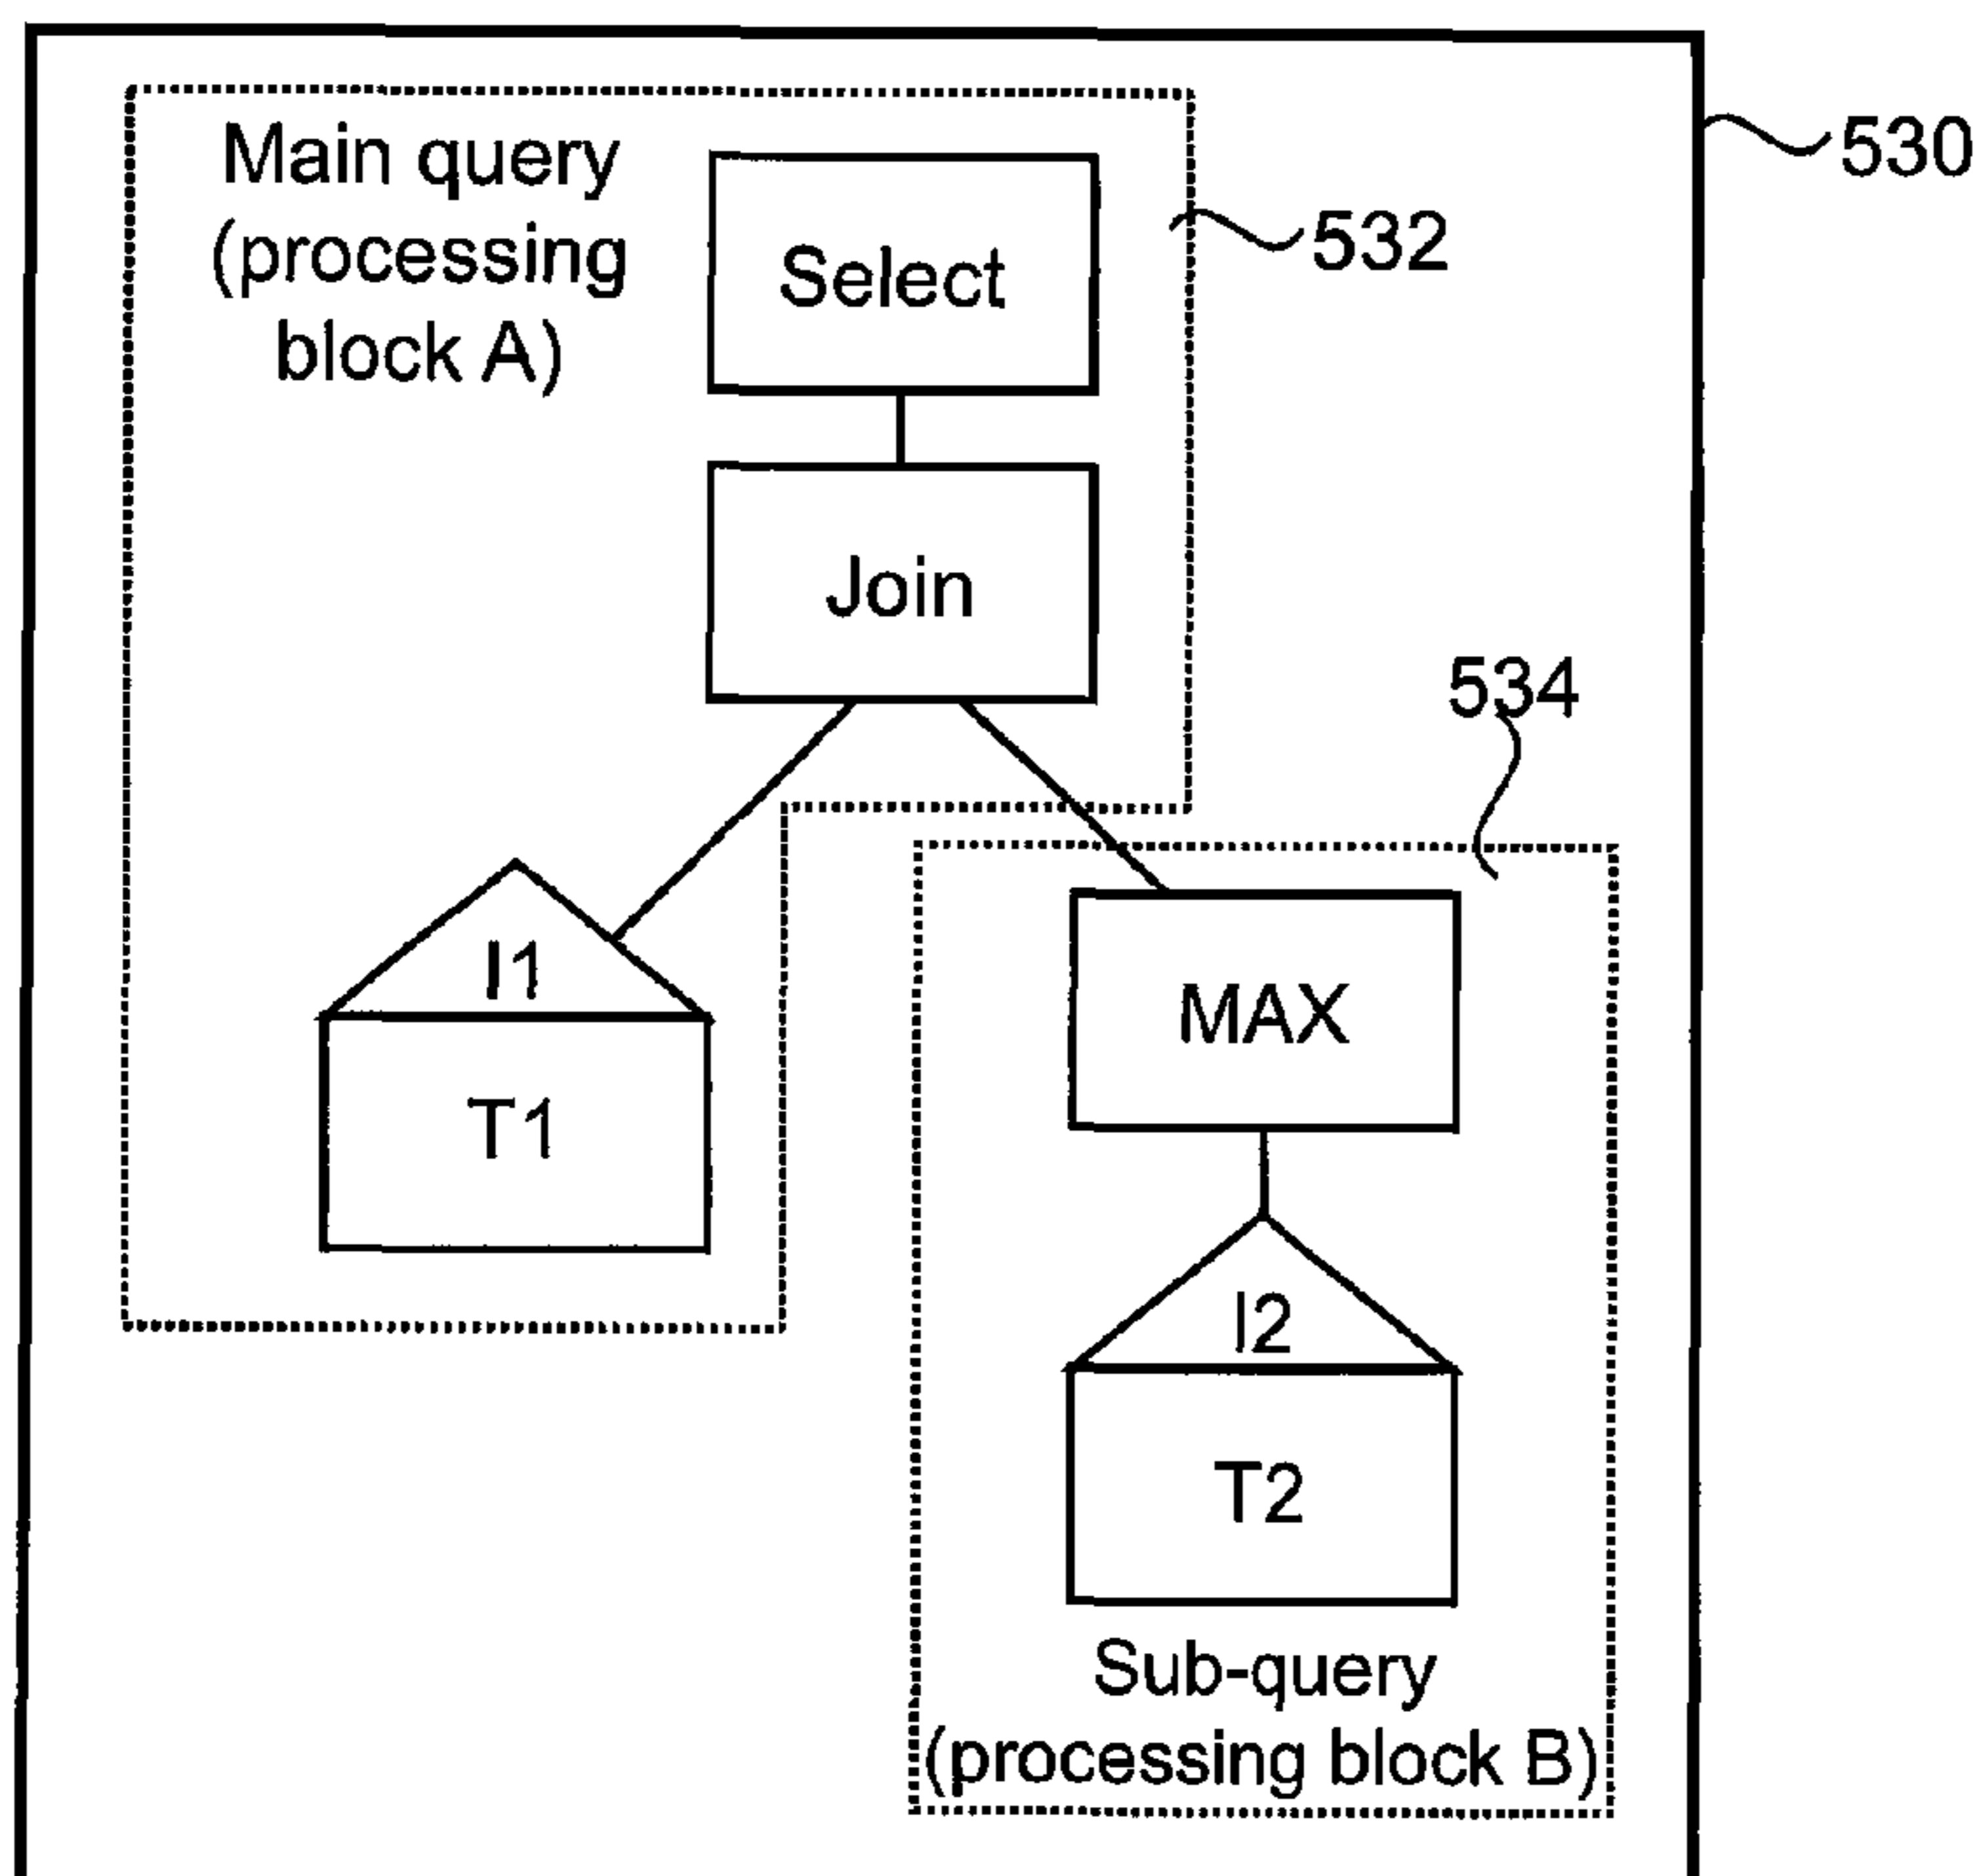 530
Main query
(processing
block A)
532
Select
Join
534
I1
T1
MAX
I2
T2
Sub-query
(processing block B)